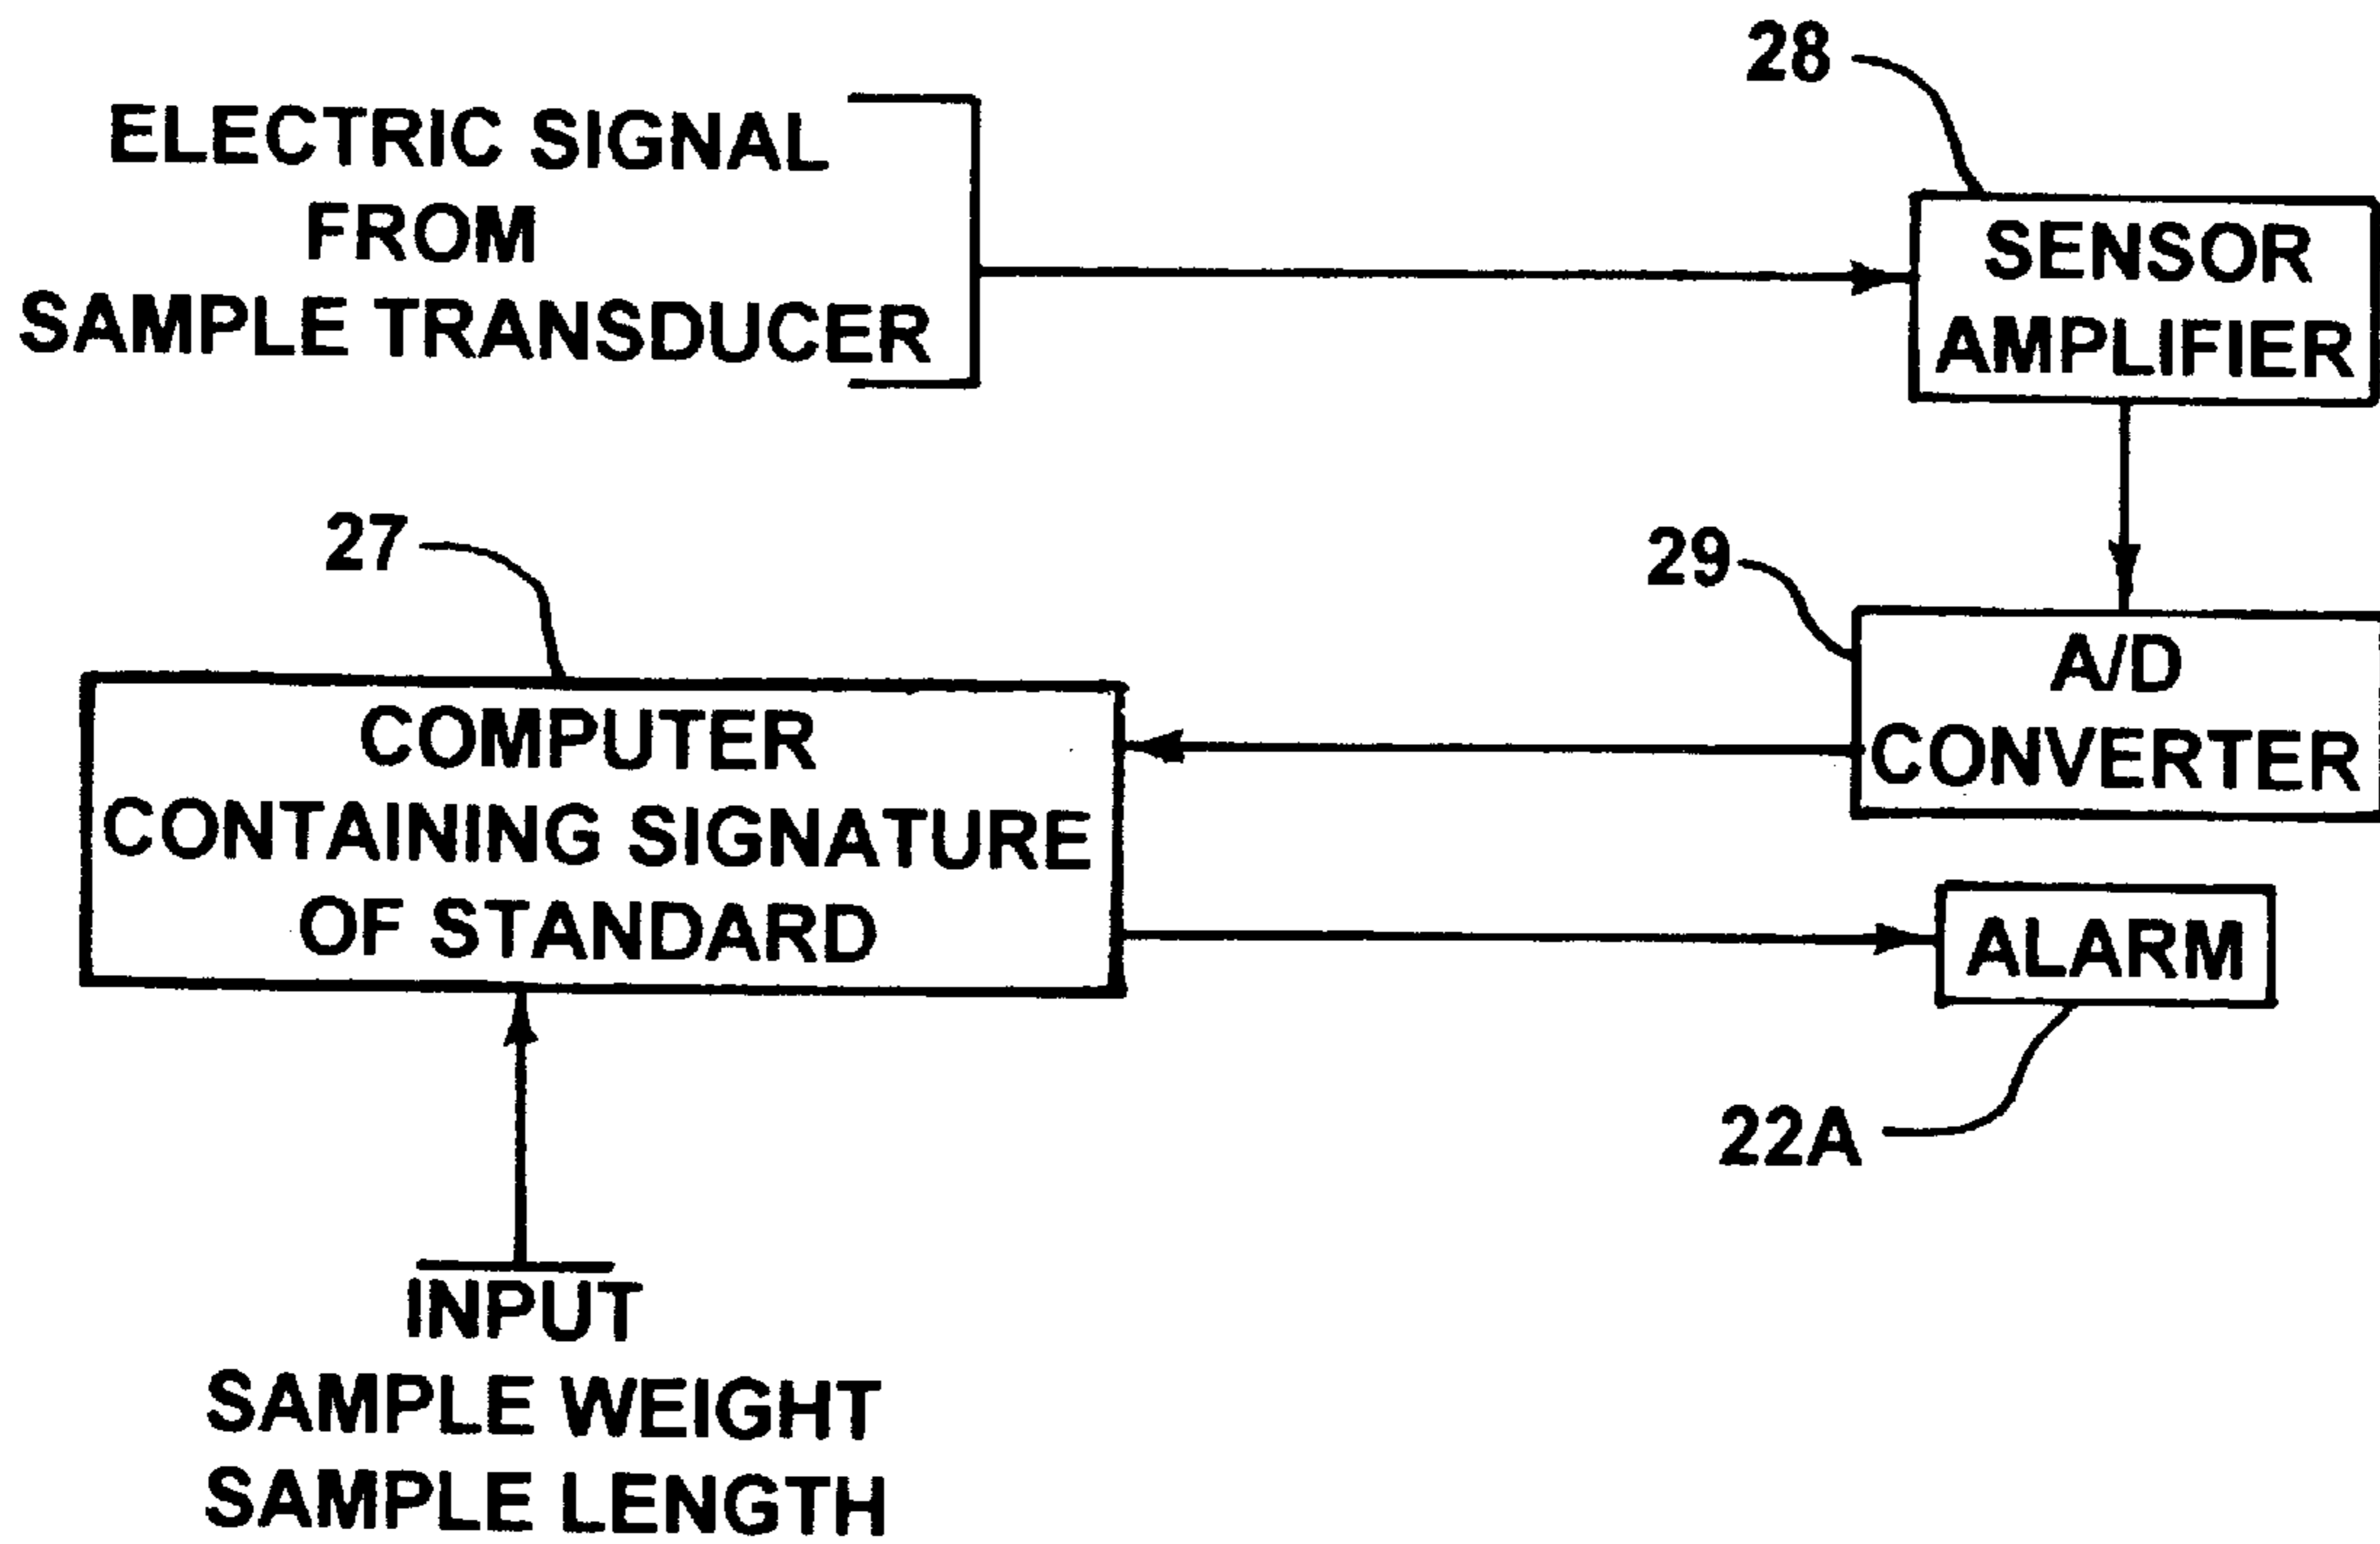 28
ELECTRIC SIGNAL
FROM
SAMPLE TRANSDUCER
SENSOR
AMPLIFIER
27
29
A/D
CONVERTER
COMPUTER
CONTAINING SIGNATURE
OF STANDARD
ALARM
22A
INPUT
SAMPLE WEIGHT
SAMPLE LENGTH